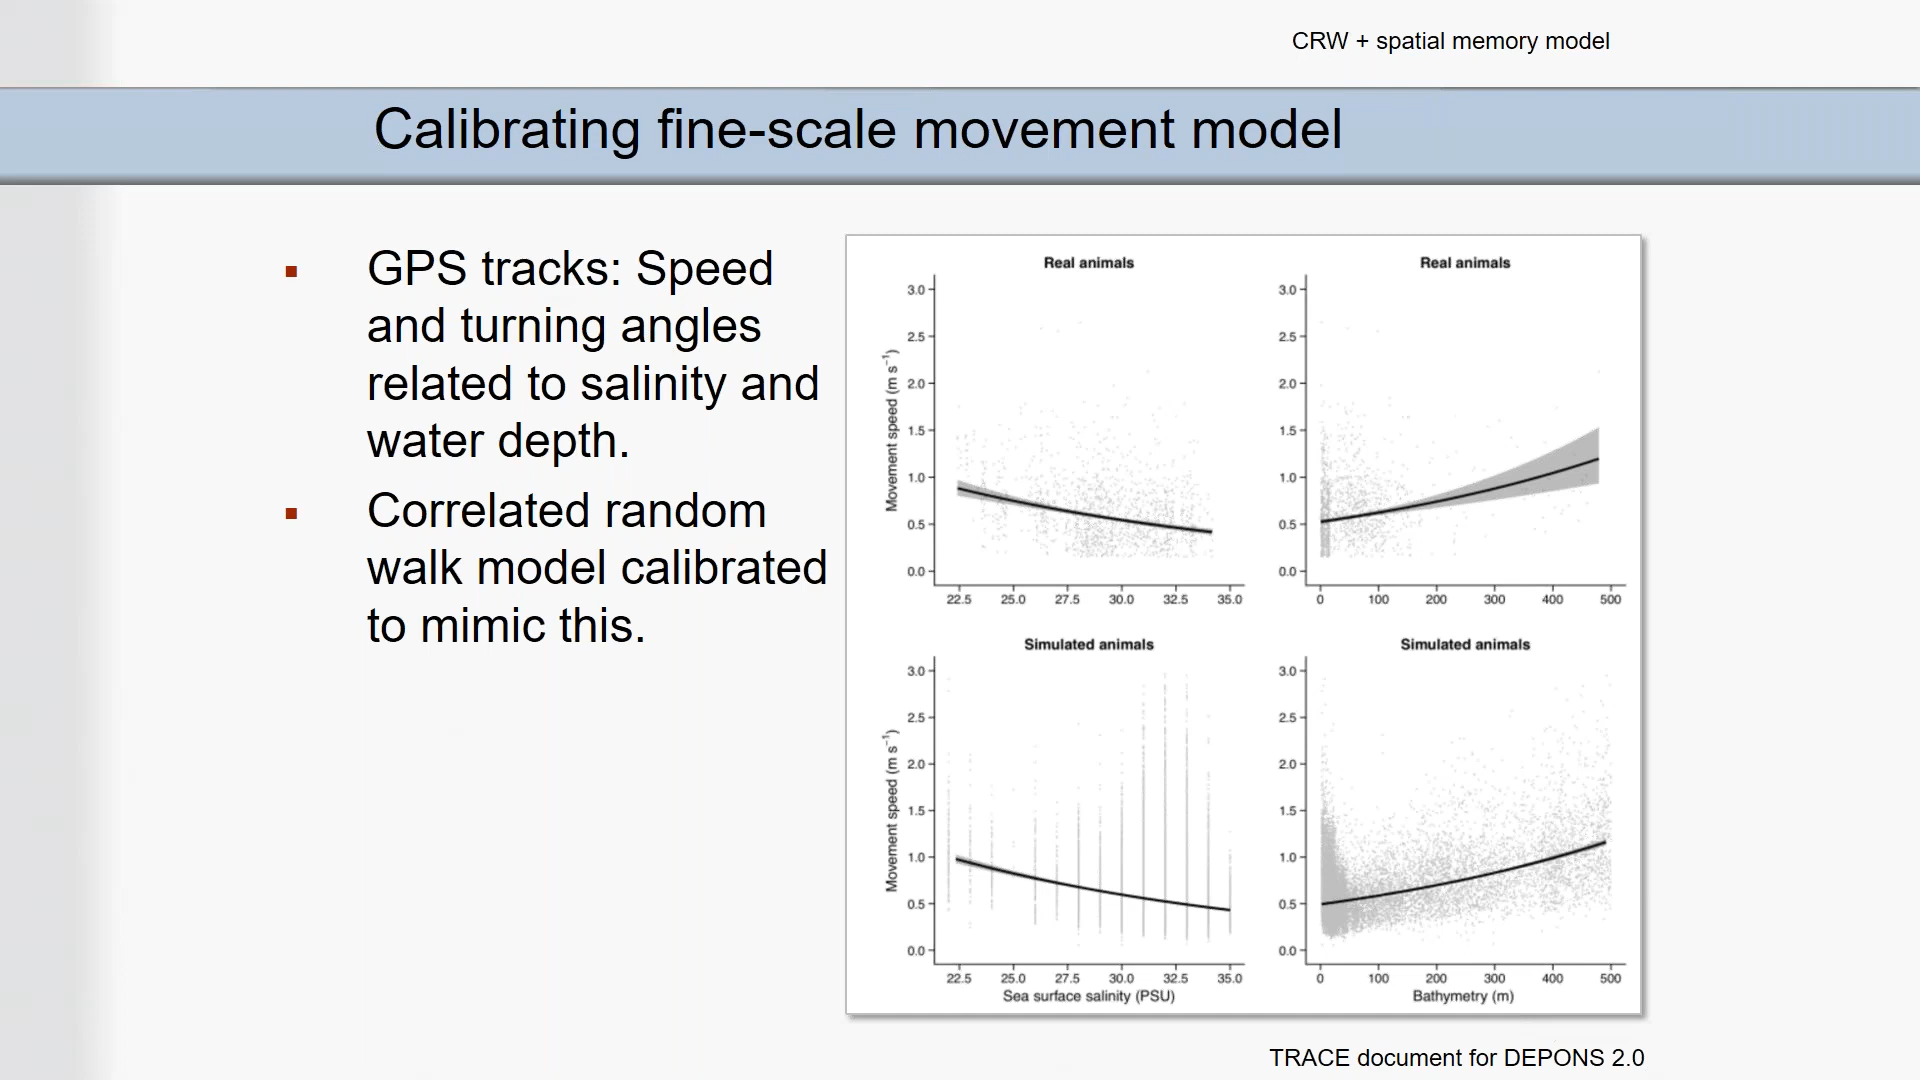 CRW + spatial memory model
Calibrating fine-scale movement model
▪ GPS tracks: Speed
and turning angles
related to salinity and
water depth.
▪ Correlated random
walk model calibrated
to mimic this.
Real animals
3.0
2.5
2.0
1.5
1.0
0.5
0.0
Movement speed (m s⁻¹)
22.5 25.0 27.5 30.0 32.5 35.0
Real animals
3.0
2.5
2.0
1.5
1.0
0.5
0.0
0 100 200 300 400 500
Simulated animals
3.0
2.5
2.0
1.5
1.0
0.5
0.0
Movement speed (m s⁻¹)
22.5 25.0 27.5 30.0 32.5 35.0
Sea surface salinity (PSU)
Simulated animals
3.0
2.5
2.0
1.5
1.0
0.5
0.0
0 100 200 300 400 500
Bathymetry (m)
TRACE document for DEPONS 2.0